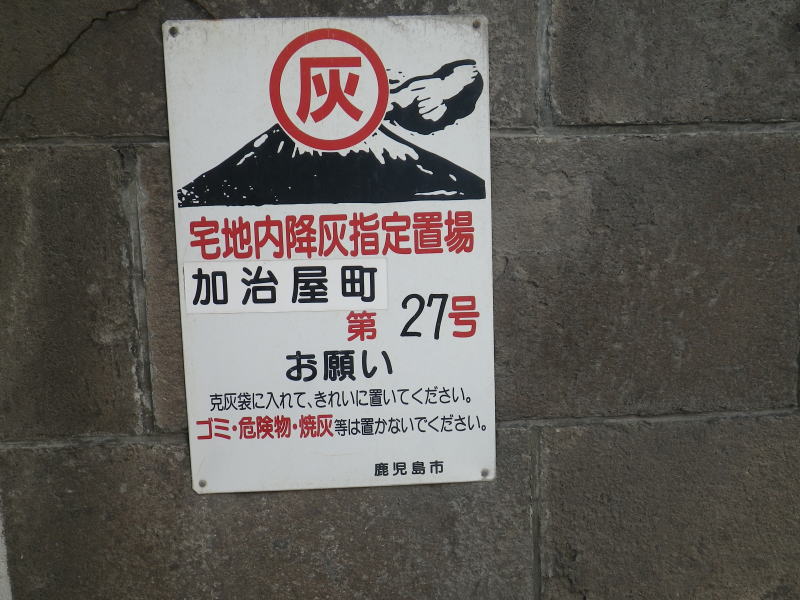 灰
宅地内降灰指定置場
加治屋町
第 27号
お願い
克灰袋に入れて、きれいに置いてください。
ゴミ・危険物・焼灰等は置かないでください。
鹿児島市